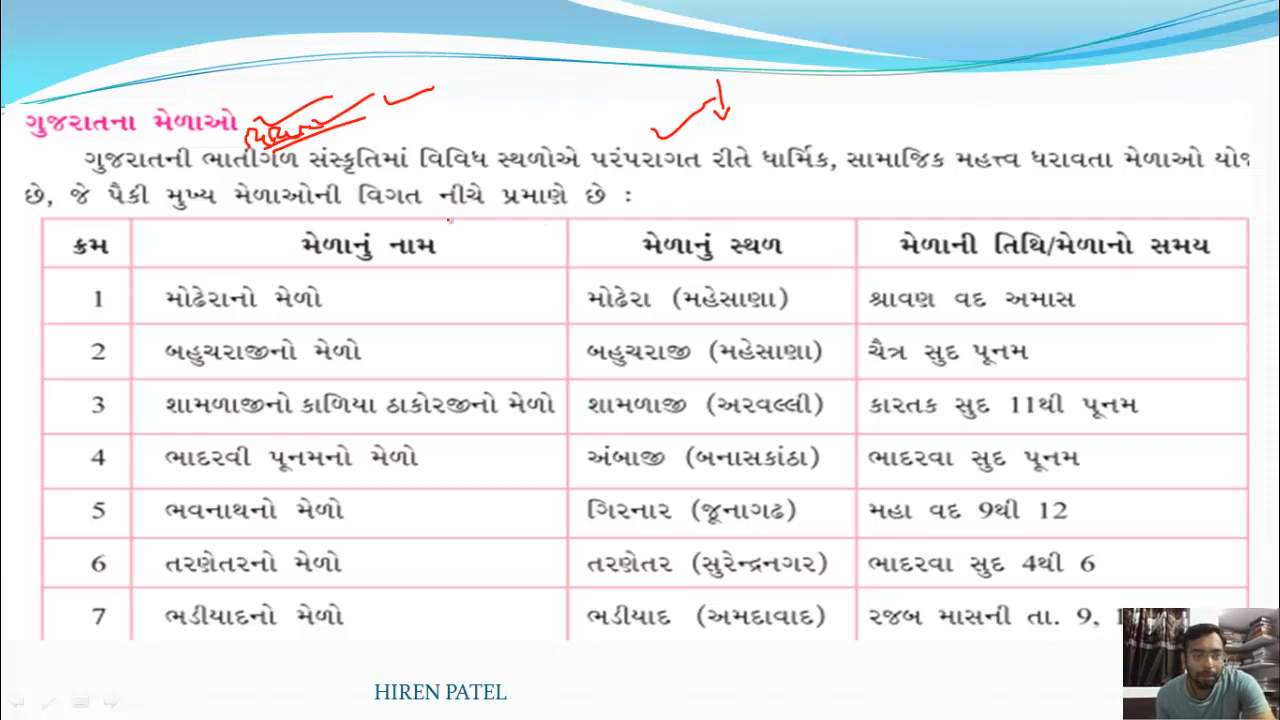 ગુજરાતના મેળાઓ
ગુજરાતની ભાતીગળ સંસ્કૃતિમાં વિવિધ સ્થળોએ પરંપરાગત રીતે ધાર્મિક, સામાજિક મહત્ત્વ ધરાવતા મેળાઓ
છે, જે પૈકી મુખ્ય મેળાઓની વિગત નીચે પ્રમાણે છે :
ક્રમ મેળાનું નામ મેળાનું સ્થળ મેળાની તિથિ/મેળાનો સમય
1 મોઢેરાનો મેળો મોઢેરા (મહેસાણા) શ્રાવણ વદ અમાસ
2 બહુચરાજીનો મેળો બહુચરાજી (મહેસાણા) ચૈત્ર સુદ પૂનમ
3 શામળાજીનો કાળિયા ઠાકોરજીનો મેળો શામળાજી (અરવલ્લી) કારતક સુદ 11થી પૂનમ
4 ભાદરવી પૂનમનો મેળો અંબાજી (બનાસકાંઠા) ભાદરવા સુદ પૂનમ
5 ભવનાથનો મેળો ગિરનાર (જૂનાગઢ) મહા વદ 9થી 12
6 તરણેતરનો મેળો તરણેતર (સુરેન્દ્રનગર) ભાદરવા સુદ 4થી 6
7 ભડીયાદનો મેળો ભડીયાદ (અમદાવાદ) રજબ માસની તા. 9,
HIREN PATEL